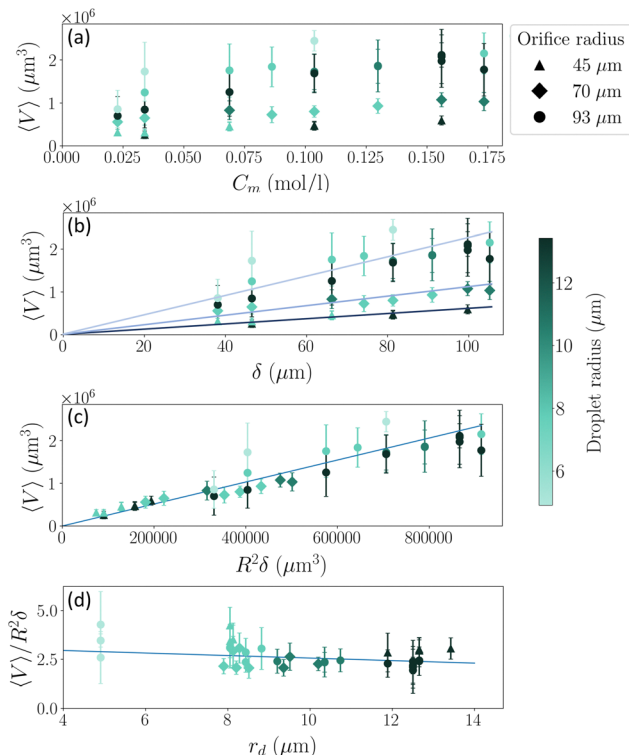 ×10⁶
(a)
2
1
0
⟨V⟩ (μm³)
0.000 0.025 0.050 0.075 0.100 0.125 0.150 0.175
C_m (mol/l)
Orifice radius
45 μm
70 μm
93 μm
×10⁶
(b)
2
1
0
⟨V⟩ (μm³)
0 20 40 60 80 100
δ (μm)
×10⁶
(c)
2
1
0
⟨V⟩ (μm³)
0 200000 400000 600000 800000
R²δ (μm³)
(d)
5.0
2.5
0.0
⟨V⟩/R²δ
4 6 8 10 12 14
r_d (μm)
12
10
8
6
Droplet radius (μm)